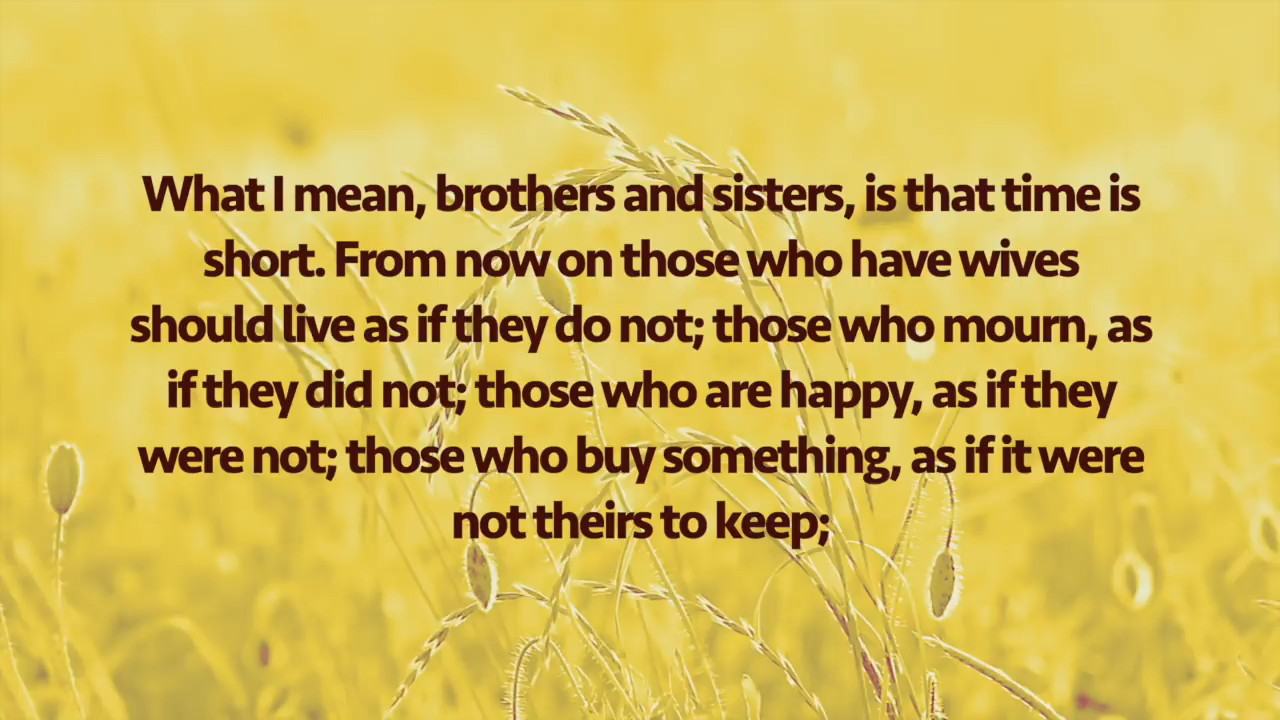 What I mean, brothers and sisters, is that time is
short. From now on those who have wives
should live as if they do not; those who mourn, as
if they did not; those who are happy, as if they
were not; those who buy something, as if it were
not theirs to keep;